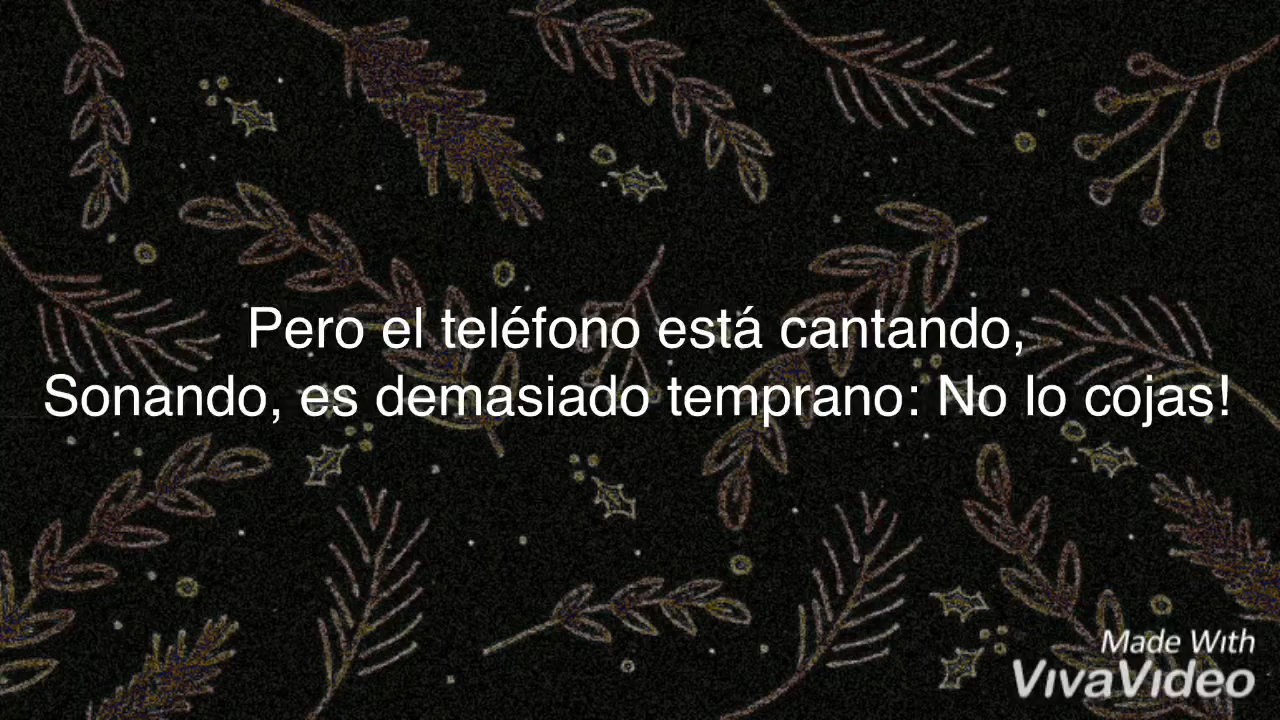 Pero el teléfono está cantando,
Sonando, es demasiado temprano: No lo cojas!
Made With
VivaVideo